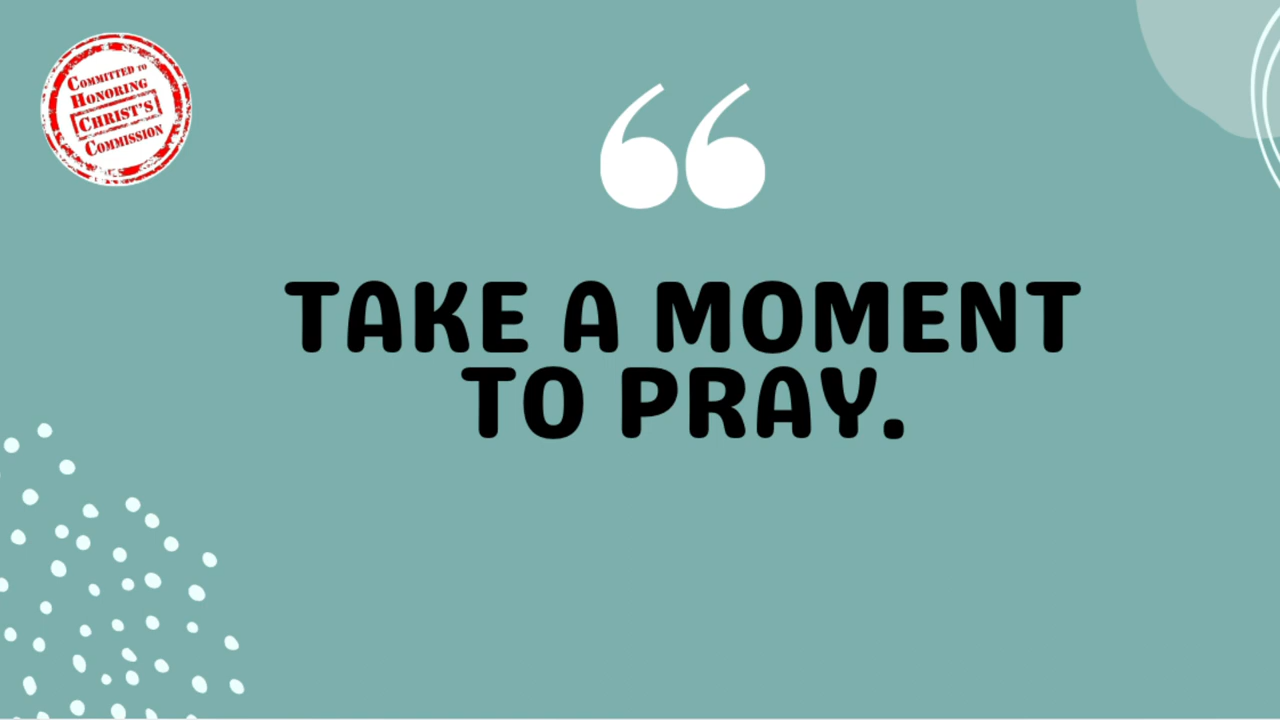 COMMITTED TO
HONORING
CHRIST'S
COMMISSION
“
TAKE A MOMENT
TO PRAY.